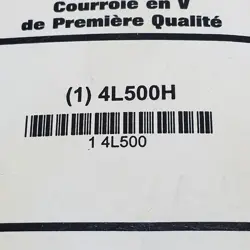 Courroie en V
de Première Qualité
(1) 4L500H
1 4L500